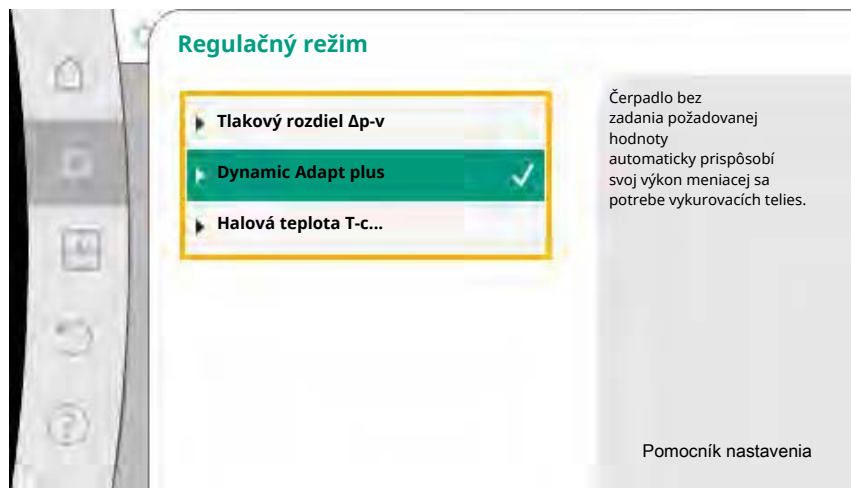 Regulačný režim
Tlakový rozdiel Δp-v
Dynamic Adapt plus
Halová teplota T-c...
Čerpadlo bez
zadania požadovanej
hodnoty
automaticky prispôsobí
svoj výkon meniacej sa
potrebe vykurovacích telies.
Pomocník nastavenia